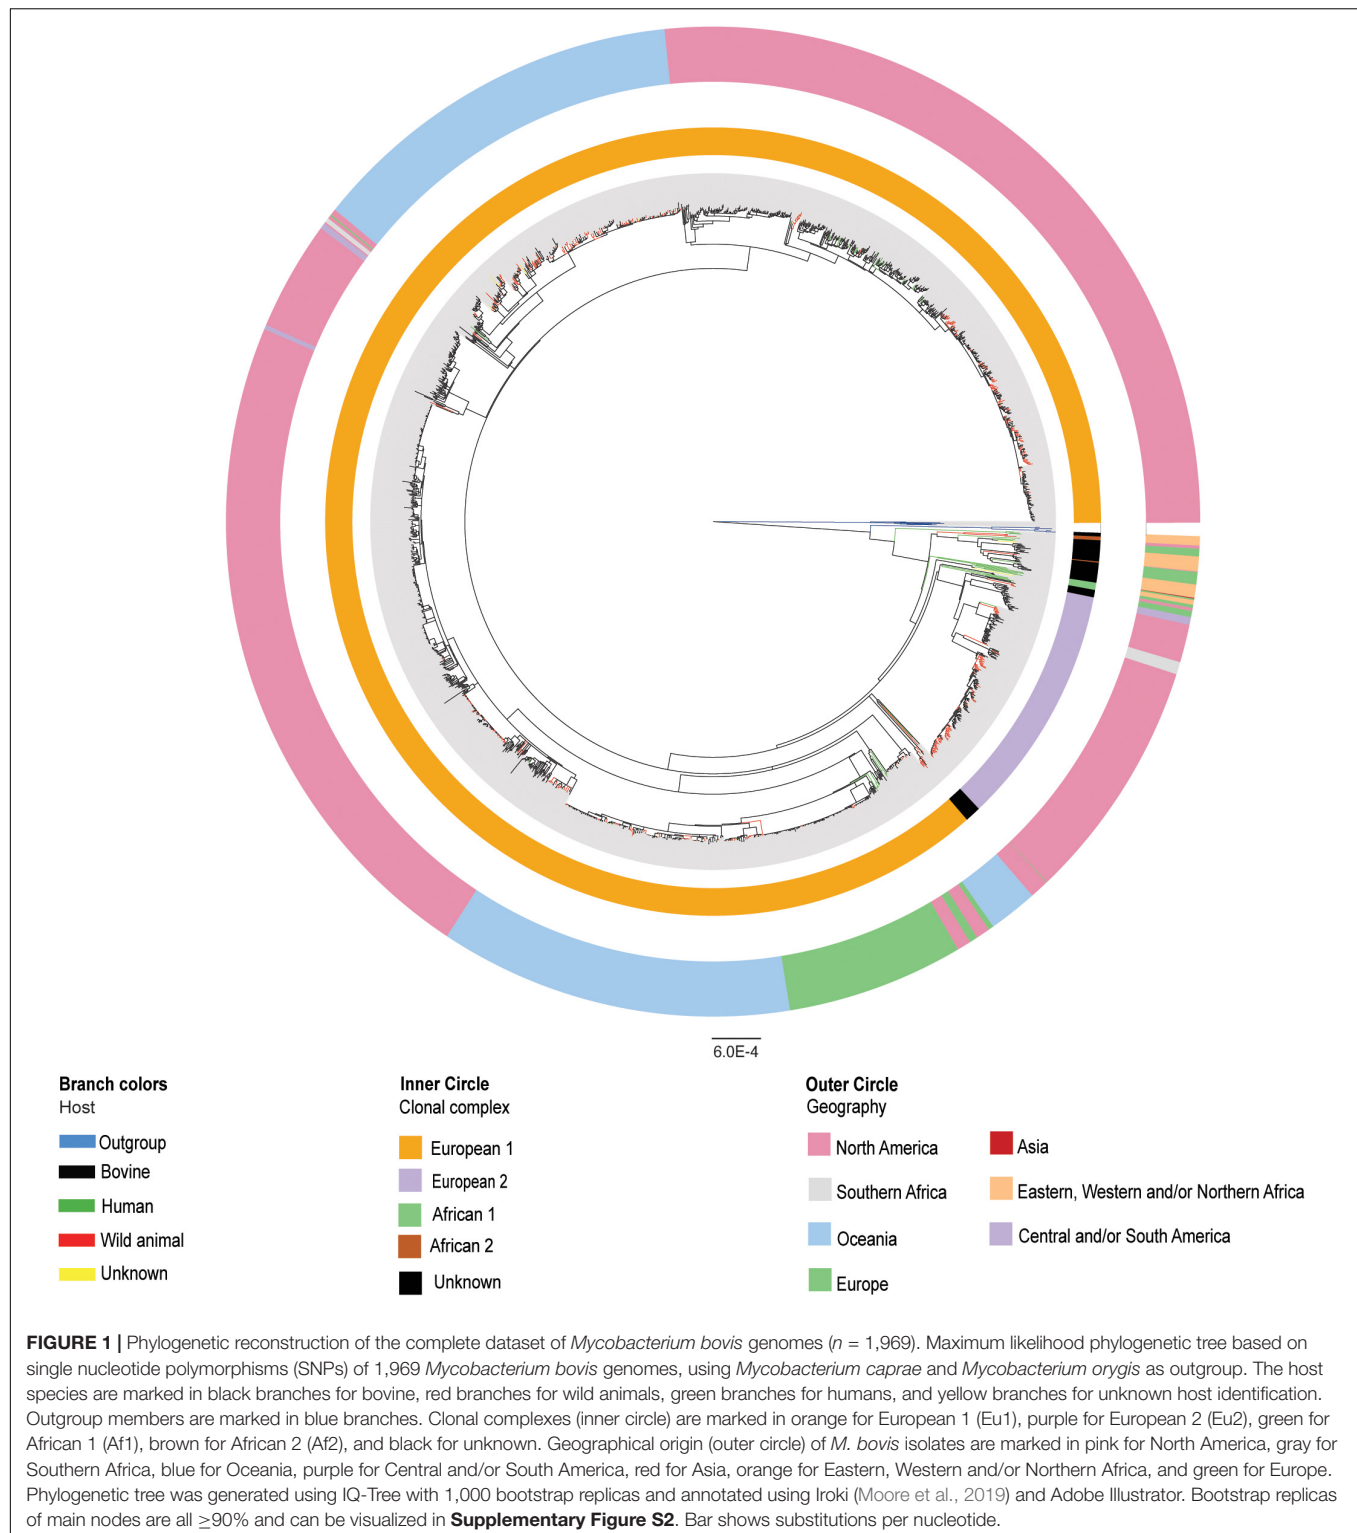 6.0E-4
Branch colors
Host
Outgroup
Bovine
Human
Wild animal
Unknown
Inner Circle
Clonal complex
European 1
European 2
African 1
African 2
Unknown
Outer Circle
Geography
North America
Southern Africa
Oceania
Europe
Asia
Eastern, Western and/or Northern Africa
Central and/or South America
FIGURE 1 | Phylogenetic reconstruction of the complete dataset of Mycobacterium bovis genomes (n = 1,969). Maximum likelihood phylogenetic tree based on
single nucleotide polymorphisms (SNPs) of 1,969 Mycobacterium bovis genomes, using Mycobacterium caprae and Mycobacterium orygis as outgroup. The host
species are marked in black branches for bovine, red branches for wild animals, green branches for humans, and yellow branches for unknown host identification.
Outgroup members are marked in blue branches. Clonal complexes (inner circle) are marked in orange for European 1 (Eu1), purple for European 2 (Eu2), green for
African 1 (Af1), brown for African 2 (Af2), and black for unknown. Geographical origin (outer circle) of M. bovis isolates are marked in pink for North America, gray for
Southern Africa, blue for Oceania, purple for Central and/or South America, red for Asia, orange for Eastern, Western and/or Northern Africa, and green for Europe.
Phylogenetic tree was generated using IQ-Tree with 1,000 bootstrap replicas and annotated using Iroki (Moore et al., 2019) and Adobe Illustrator. Bootstrap replicas
of main nodes are all ≥90% and can be visualized in Supplementary Figure S2. Bar shows substitutions per nucleotide.